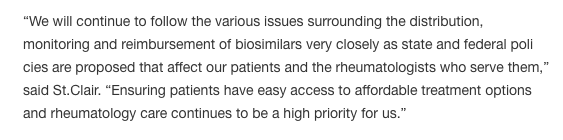 “We will continue to follow the various issues surrounding the distribution,
monitoring and reimbursement of biosimilars very closely as state and federal poli
cies are proposed that affect our patients and the rheumatologists who serve them,”
said St.Clair. “Ensuring patients have easy access to affordable treatment options
and rheumatology care continues to be a high priority for us.”